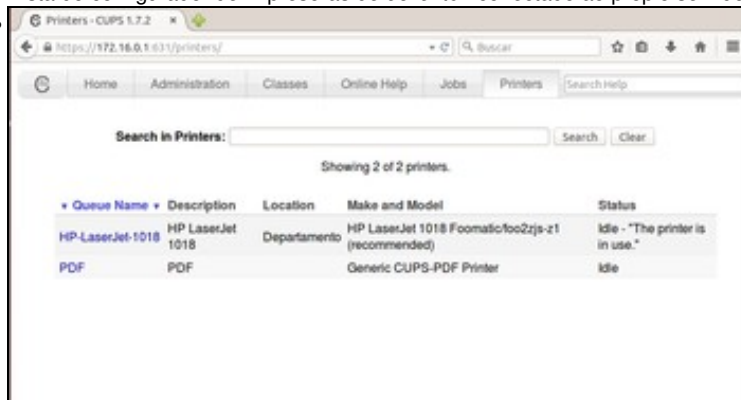 Printers - CUPS 1.7.2
https://172.16.0.1:631/printers/
Buscar
Home Administration Classes Online Help Jobs Printers Search Help
Search in Printers: Search Clear
Showing 2 of 2 printers.
Queue Name Description Location Make and Model Status
HP-LaserJet-1018 HP LaserJet 1018 Departamento HP LaserJet 1018 Foomatic/foo2zjs-z1 (recommended) Idle - "The printer is in use."
PDF PDF Generic CUPS-PDF Printer Idle